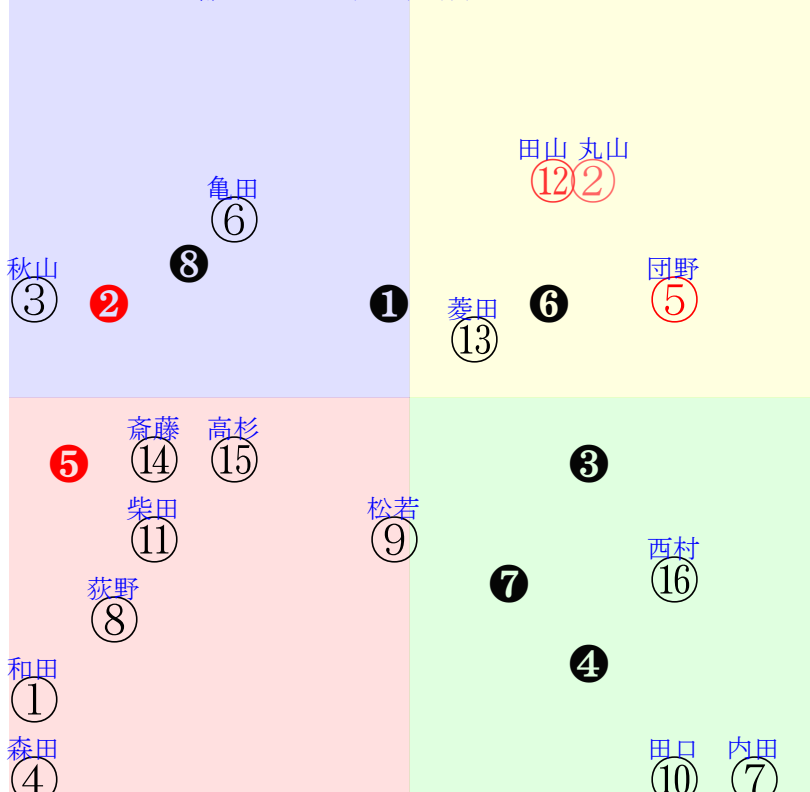 田山 丸山
⑫②
亀田
⑥
秋山
③
❷
❽
❶
菱田
⑬
❻
団野
⑤
❺
斎藤
⑭
高杉
⑮
❸
柴田
⑪
松若
⑨
西村
⑯
❼
荻野
⑧
❹
和田
①
森田
④
田口
⑩
内田
⑦